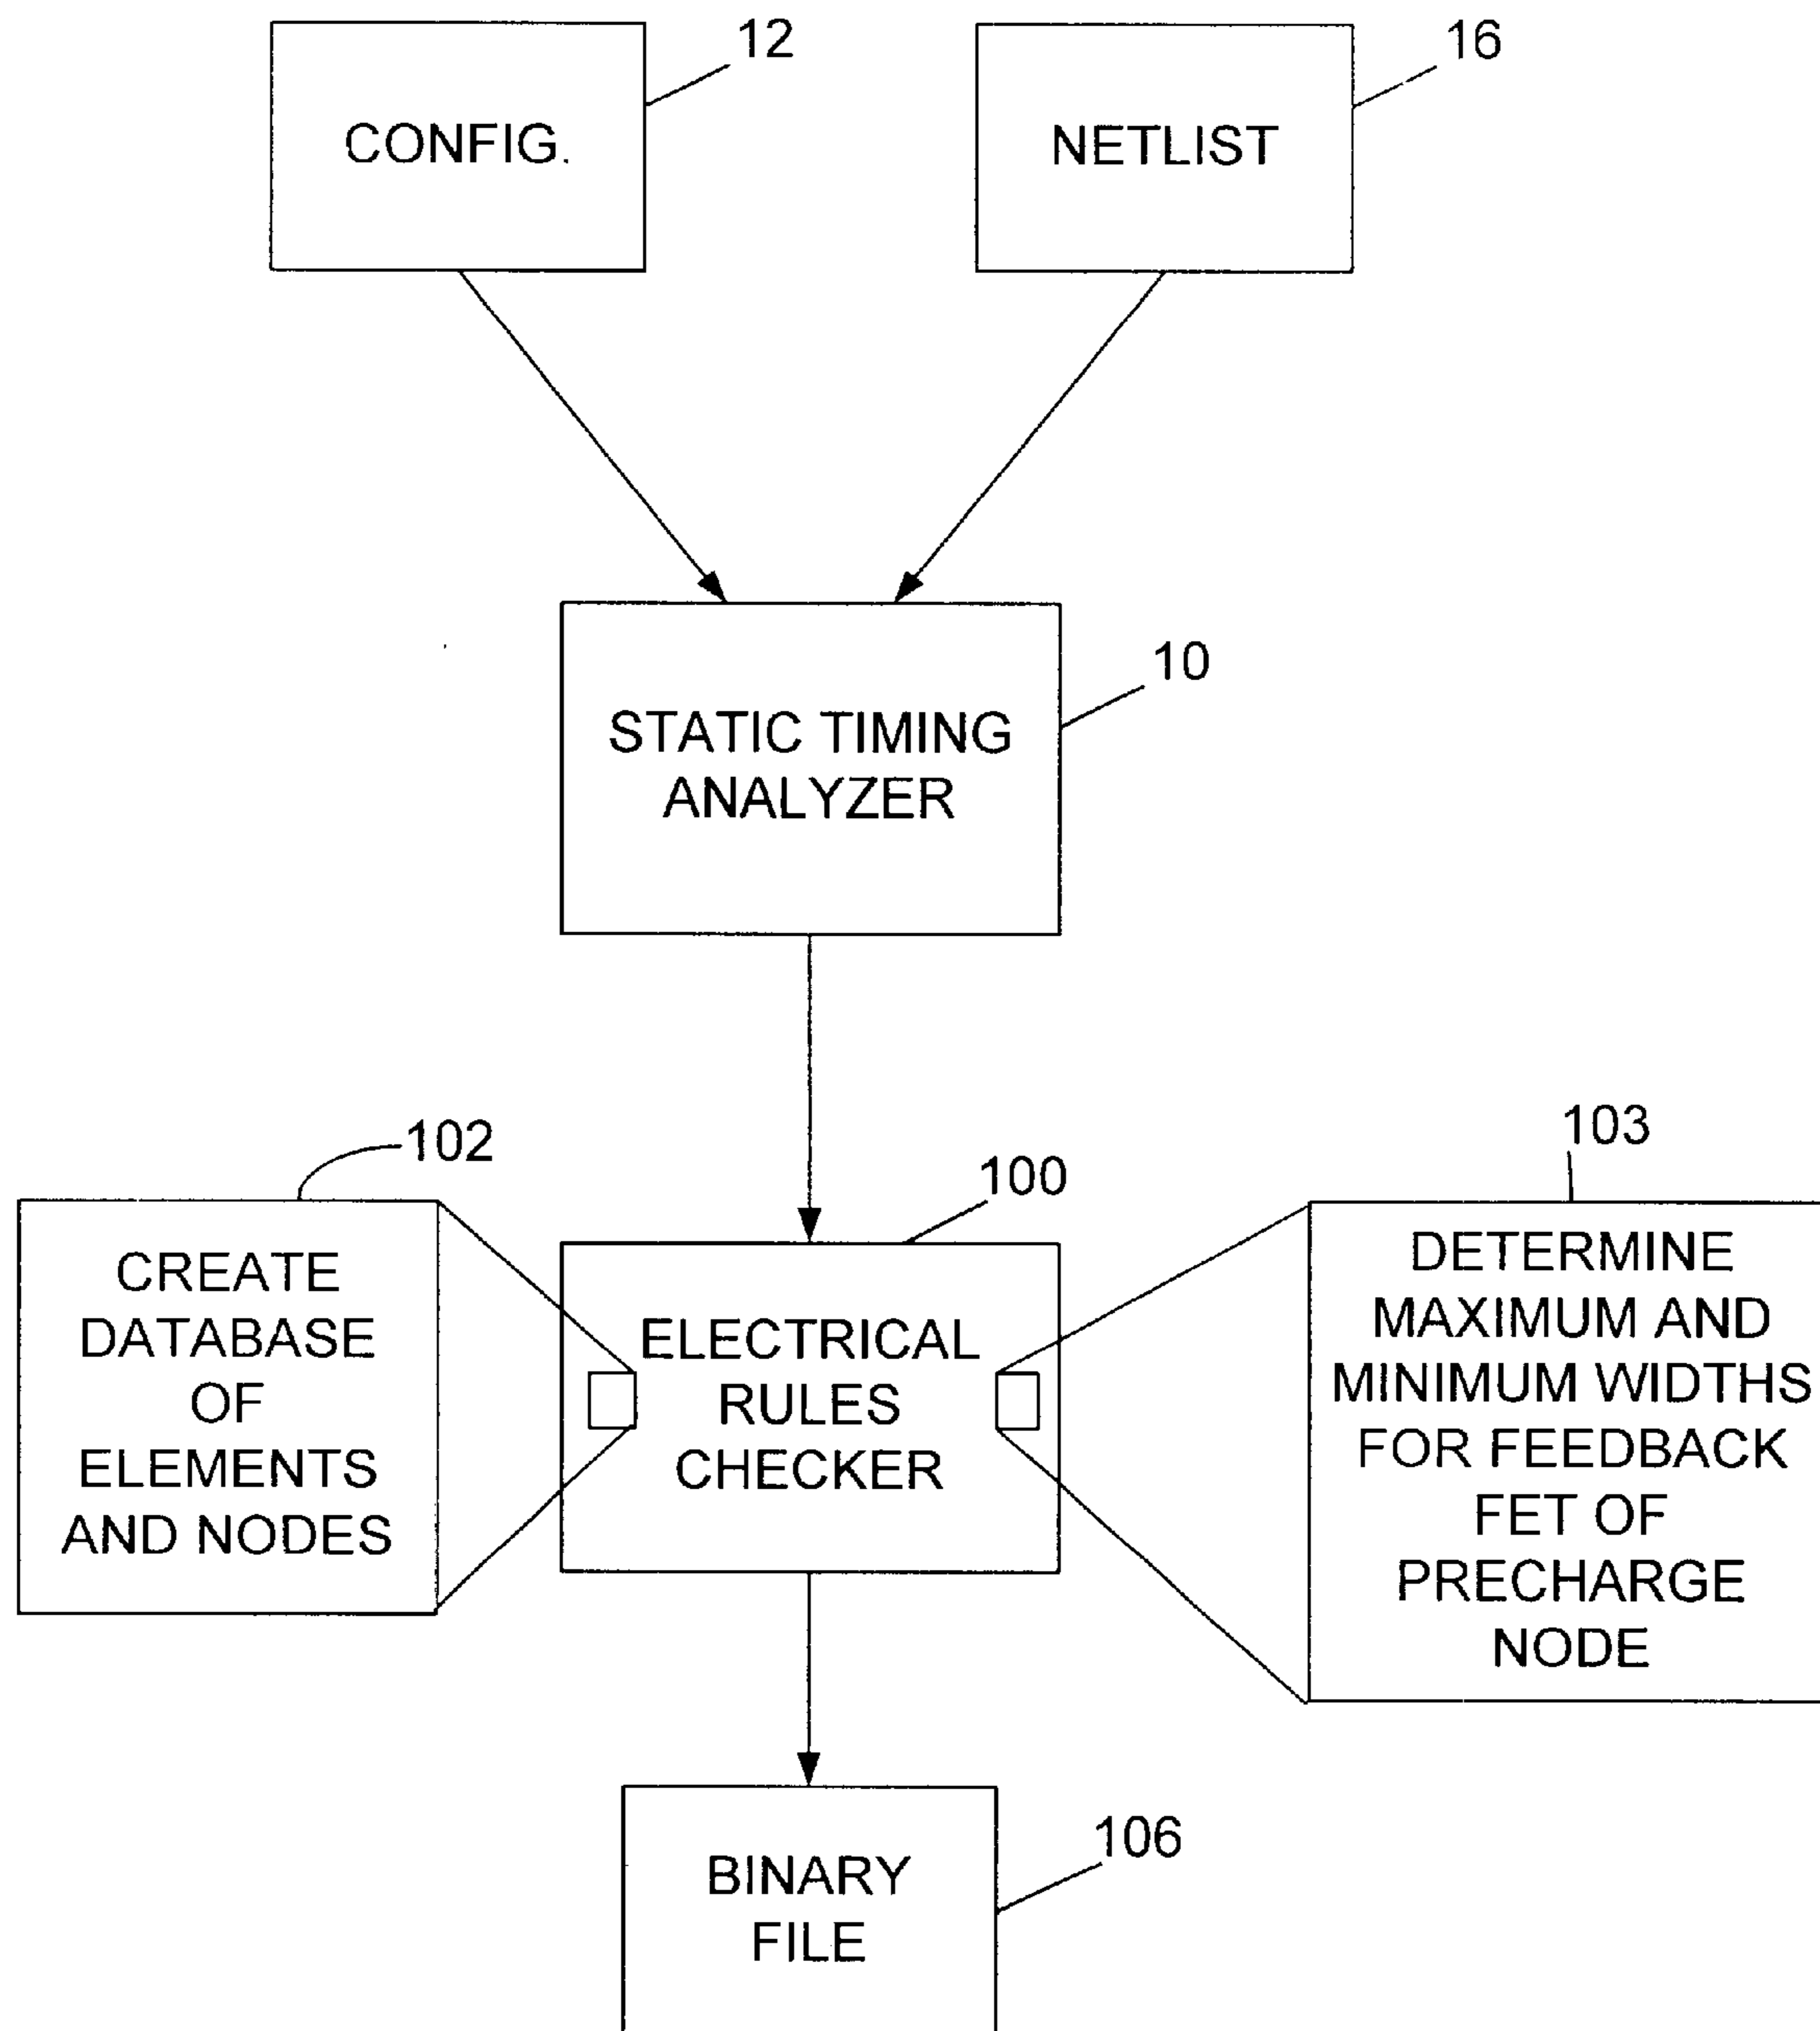 12
CONFIG.
16
NETLIST
10
STATIC TIMING
ANALYZER
102
CREATE
DATABASE
OF
ELEMENTS
AND NODES
100
ELECTRICAL
RULES
CHECKER
103
DETERMINE
MAXIMUM AND
MINIMUM WIDTHS
FOR FEEDBACK
FET OF
PRECHARGE
NODE
106
BINARY
FILE